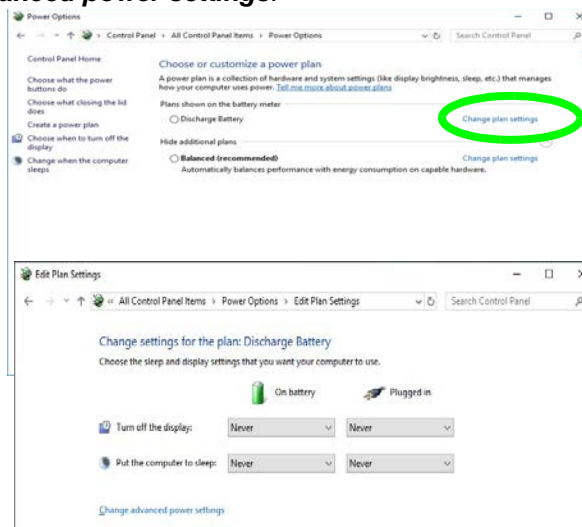 anced power settings.
Power Options
Control Panel > All Control Panel Items > Power Options
Search Control Panel
Control Panel Home
Choose what the power buttons do
Choose what closing the lid does
Create a power plan
Choose when to turn off the display
Change when the computer sleeps
Choose or customize a power plan
A power plan is a collection of hardware and system settings (like display brightness, sleep, etc.) that manages
how your computer uses power. Tell me more about power plans
Plans shown on the battery meter
Discharge Battery Change plan settings
Hide additional plans
Balanced (recommended) Change plan settings
Automatically balances performance with energy consumption on capable hardware.
Edit Plan Settings
« All Control Panel Items > Power Options > Edit Plan Settings
Search Control Panel
Change settings for the plan: Discharge Battery
Choose the sleep and display settings that you want your computer to use.
On battery Plugged in
Turn off the display: Never Never
Put the computer to sleep: Never Never
Change advanced power settings